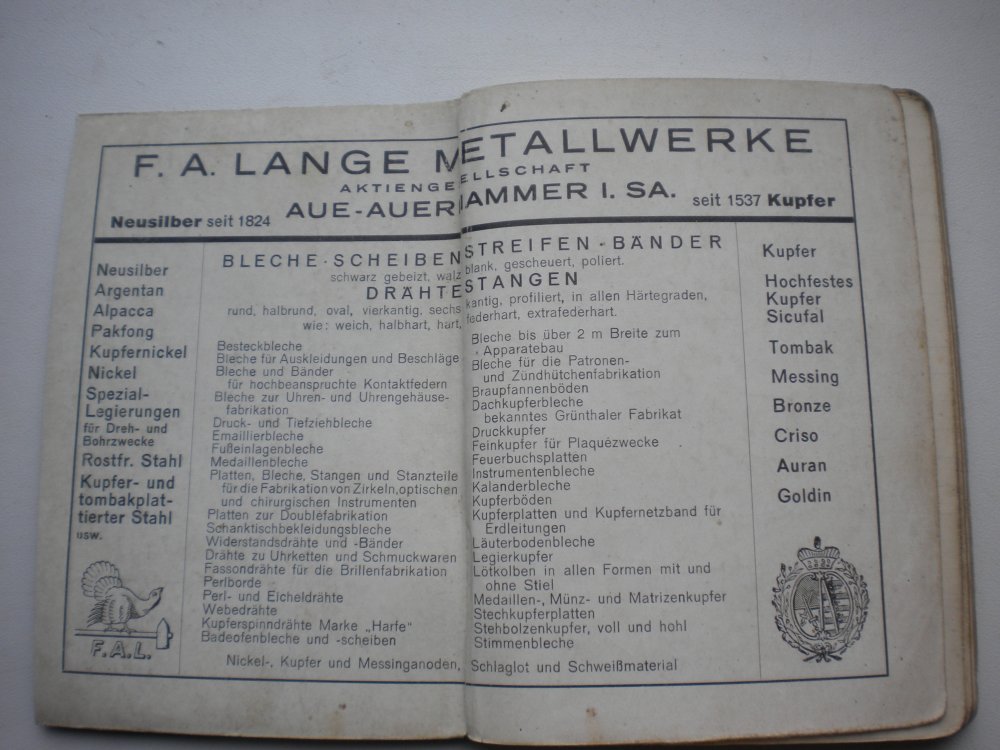 F. A. LANGE METALLWERKE
AKTIENGESELLSCHAFT
AUE-AUERHAMMER I. SA.
Neusilber seit 1824
seit 1537 Kupfer
Neusilber
Argentan
Alpacca
Pakfong
Kupfernickel
Nickel
Spezial-
Legierungen
für Dreh- und
Bohrzwecke
Rostfr. Stahl
Kupfer- und
tombakplat-
tierter Stahl
usw.
F.A.L.
BLECHE · SCHEIBEN STREIFEN · BÄNDER
schwarz gebeizt, walzblank, gescheuert, poliert.
DRÄHTE STANGEN
rund, halbrund, oval, vierkantig, sechskantig, profiliert, in allen Härtegraden,
wie: weich, halbhart, hart, federhart, extrafederhart.
Besteckbleche
Bleche für Auskleidungen und Beschläge
Bleche und Bänder
für hochbeanspruchte Kontaktfedern
Bleche zur Uhren- und Uhrengehäuse-
fabrikation
Druck- und Tiefziehbleche
Emaillierbleche
Fußeinlagenbleche
Medaillenbleche
Platten, Bleche, Stangen und Stanzteile
für die Fabrikation von Zirkeln, optischen
und chirurgischen Instrumenten
Platten zur Doublefabrikation
Schanktischbekleidungsbleche
Widerstandsdrähte und -Bänder
Drähte zu Uhrketten und Schmuckwaren
Fassondrähte für die Brillenfabrikation
Perlborde
Perl- und Eicheldrähte
Webedrähte
Kupferspinndrähte Marke „Harfe"
Badeofenbleche und -scheiben
Bleche bis über 2 m Breite zum
Apparatebau
Bleche für die Patronen-
und Zündhütchenfabrikation
Braupfannenböden
Dachkupferbleche
bekanntes Grünthaler Fabrikat
Druckkupfer
Feinkupfer für Plaquézwecke
Feuerbuchsplatten
Instrumentenbleche
Kalanderbleche
Kupferböden
Kupferplatten und Kupfernetzband für
Erdleitungen
Läuterbodenbleche
Legierkupfer
Lötkolben in allen Formen mit und
ohne Stiel
Medaillen-, Münz- und Matrizenkupfer
Stechkupferplatten
Stehbolzenkupfer, voll und hohl
Stimmenbleche
Nickel-, Kupfer und Messinganoden, Schlaglot und Schweißmaterial
Kupfer
Hochfestes
Kupfer
Sicufal
Tombak
Messing
Bronze
Criso
Auran
Goldin